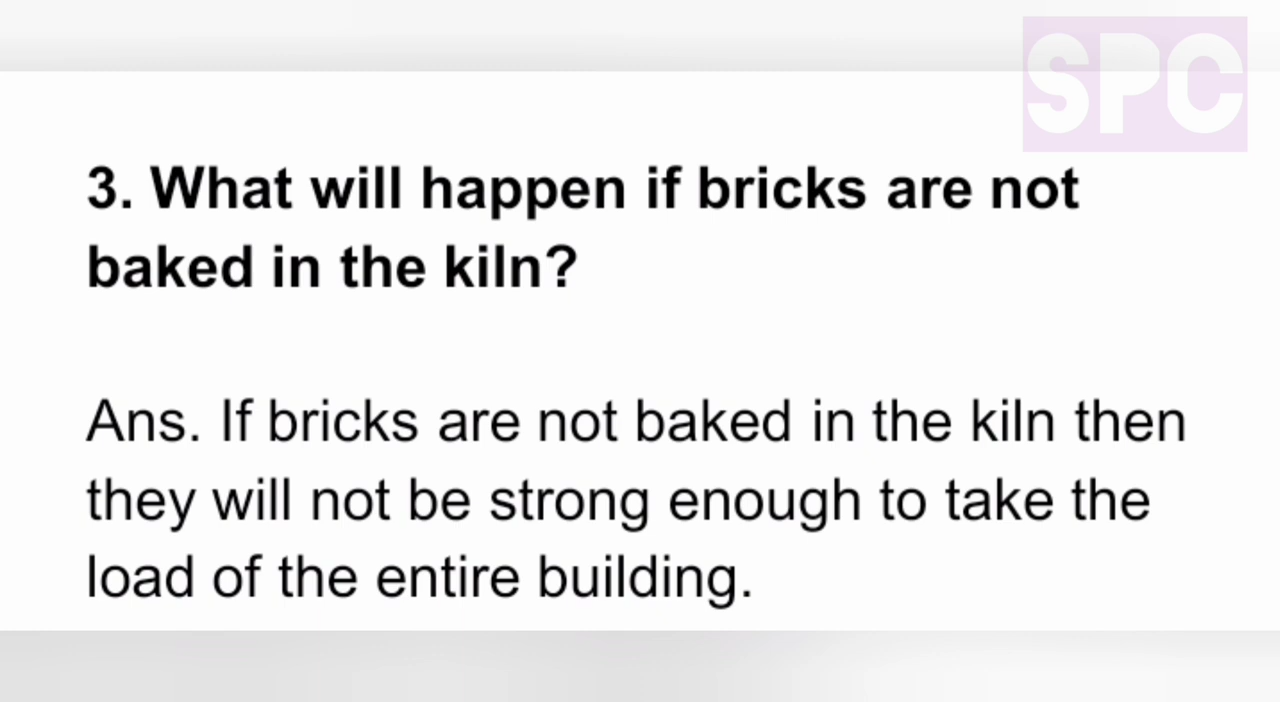 SPC
3. What will happen if bricks are not
baked in the kiln?
Ans. If bricks are not baked in the kiln then
they will not be strong enough to take the
load of the entire building.